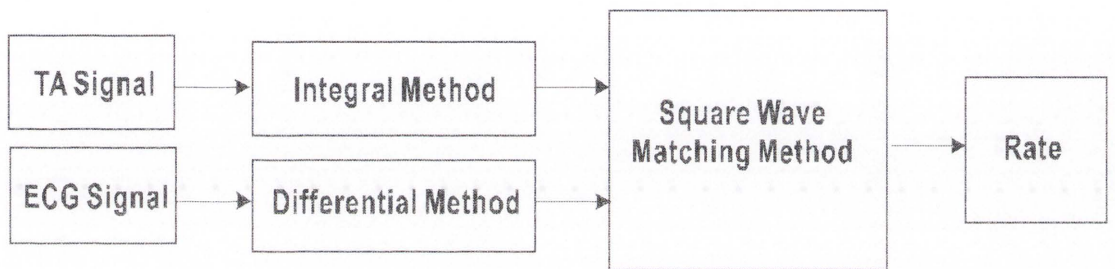 TA Signal
Integral Method
ECG Signal
Differential Method
Square Wave
Matching Method
Rate